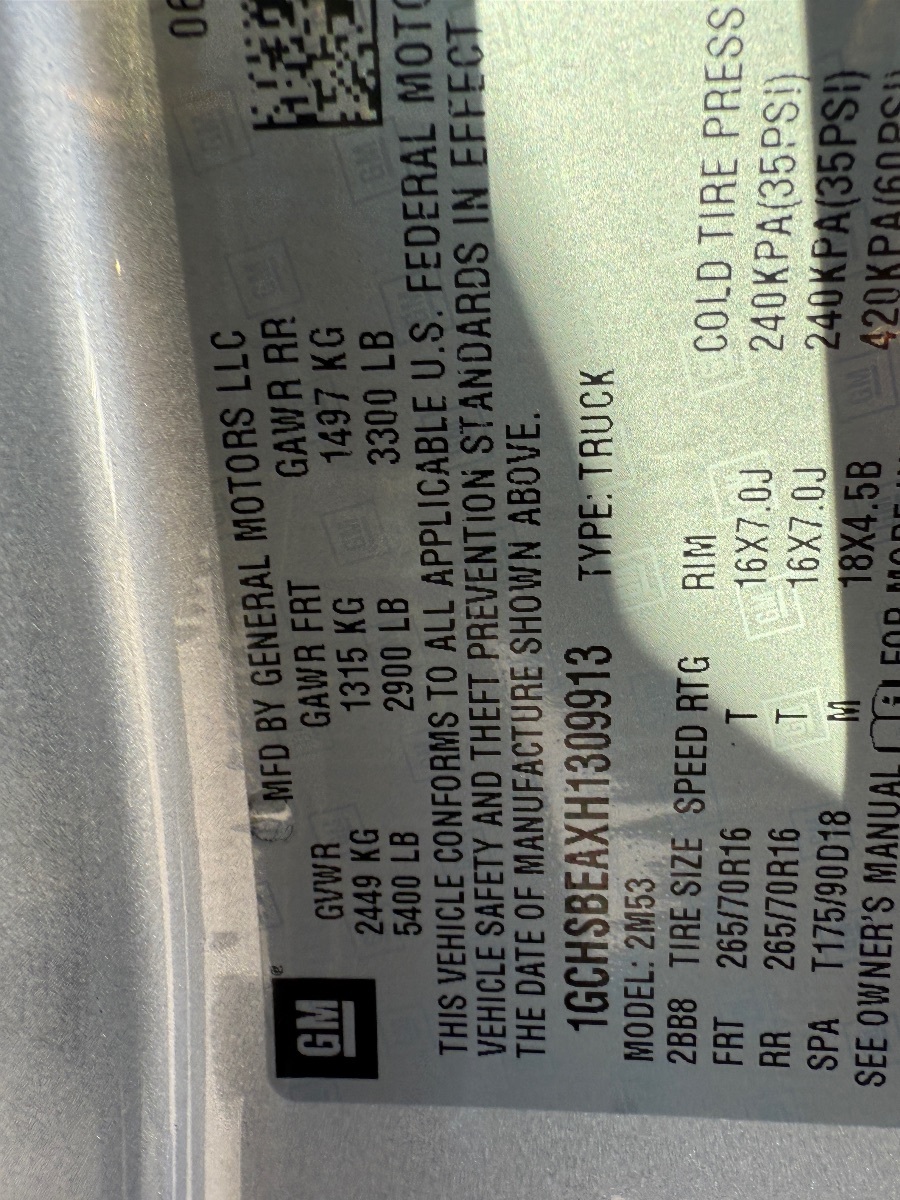 GM
®
MFD BY GENERAL MOTORS LLC
06
GVWR GAWR FRT GAWR RR
2449 KG 1315 KG 1497 KG
5400 LB 2900 LB 3300 LB
THIS VEHICLE CONFORMS TO ALL APPLICABLE U.S. FEDERAL MOTO
VEHICLE SAFETY AND THEFT PREVENTION STANDARDS IN EFFECT
THE DATE OF MANUFACTURE SHOWN ABOVE.
1GCHSBEAXH1309913 TYPE: TRUCK
MODEL: 2M53
2BB8 TIRE SIZE SPEED RTG RIM COLD TIRE PRESS
FRT 265/70R16 T 16X7.0J 240KPA(35PSI)
RR 265/70R16 T 16X7.0J 240KPA(35PSI)
SPA T175/90D18 M 18X4.5B 420KPA(60PSI)
SEE OWNER'S MANUAL i FOR MORE